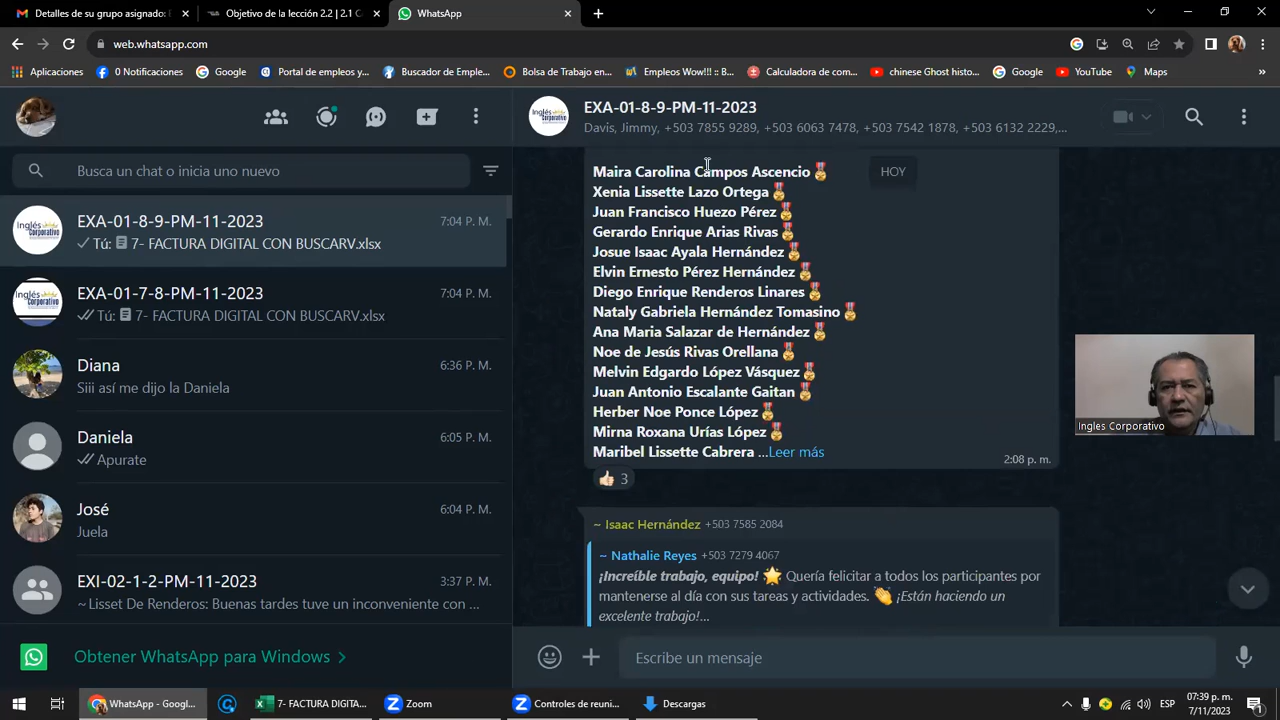 Detalles de su grupo asignado: E
Objetivo de la lección 2.2 | 2.1 C
WhatsApp
web.whatsapp.com
Aplicaciones
0 Notificaciones
Google
Portal de empleos y...
Buscador de Emple...
Bolsa de Trabajo en...
Empleos Wow!!! :: B...
Calculadora de com...
chinese Ghost histo...
Google
YouTube
Maps
»
EXA-01-8-9-PM-11-2023
Davis, Jimmy, +503 7855 9289, +503 6063 7478, +503 7542 1878, +503 6132 2229,...
Busca un chat o inicia uno nuevo
EXA-01-8-9-PM-11-2023
7:04 P. M.
Tú: 7- FACTURA DIGITAL CON BUSCARV.xlsx
EXA-01-7-8-PM-11-2023
7:04 P. M.
Tú: 7- FACTURA DIGITAL CON BUSCARV.xlsx
Diana
6:36 P. M.
Siii así me dijo la Daniela
Daniela
6:05 P. M.
Apurate
José
6:04 P. M.
Juela
EXI-02-1-2-PM-11-2023
3:37 P. M.
~ Lisset De Renderos: Buenas tardes tuve un inconveniente con ...
Obtener WhatsApp para Windows
HOY
Maira Carolina Campos Ascencio🏅
Xenia Lissette Lazo Ortega🏅
Juan Francisco Huezo Pérez🏅
Gerardo Enrique Arias Rivas🏅
Josue Isaac Ayala Hernández🏅
Elvin Ernesto Pérez Hernández🏅
Diego Enrique Renderos Linares🏅
Nataly Gabriela Hernández Tomasino🏅
Ana Maria Salazar de Hernández🏅
Noe de Jesús Rivas Orellana🏅
Melvin Edgardo López Vásquez🏅
Juan Antonio Escalante Gaitan🏅
Herber Noe Ponce López🏅
Mirna Roxana Urías López🏅
Maribel Lissette Cabrera ...Leer más
2:08 p. m.
👍🏻 3
~ Isaac Hernández +503 7585 2084
~ Nathalie Reyes +503 7279 4067
¡Increíble trabajo, equipo! 🌟 Quería felicitar a todos los participantes por
mantenerse al día con sus tareas y actividades. 👏 ¡Están haciendo un
excelente trabajo!...
Escribe un mensaje
Ingles Corporativo
WhatsApp - Googl...
7- FACTURA DIGITA...
Zoom
Controles de reuni...
Descargas
ESP
07:39 p. m.
7/11/2023